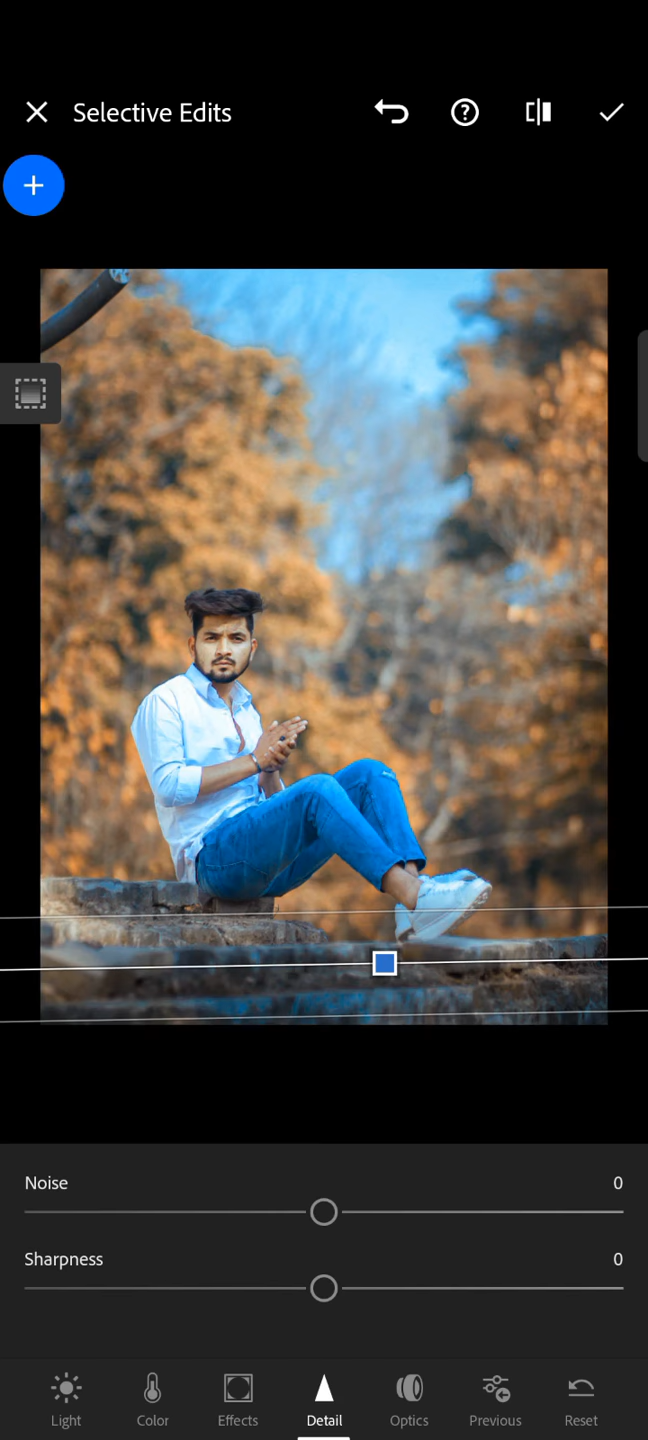 Selective Edits
Noise 0
Sharpness 0
Light Color Effects Detail Optics Previous Reset